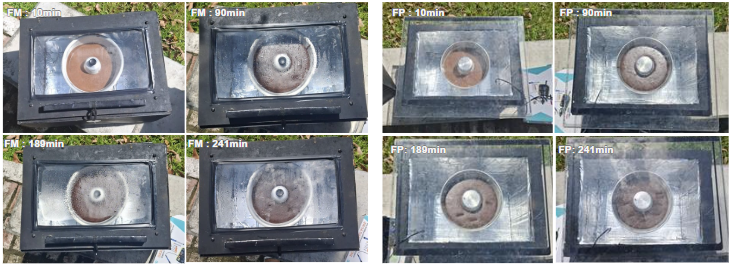 FM : 10min
FM : 90min
FP : 10min
FP : 90min
FM : 189min
FM : 241min
FP : 189min
FP: 241min